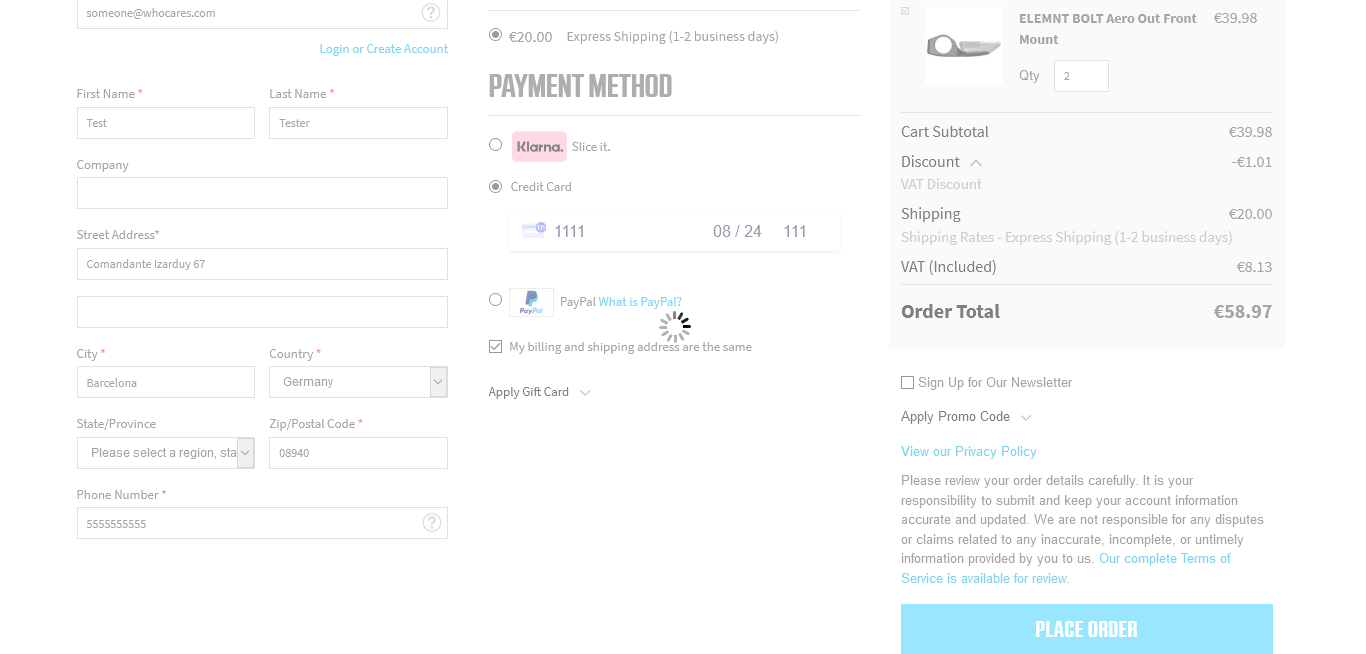 someone@whocares.com
Login or Create Account
First Name *
Last Name *
Test
Tester
Company
Street Address*
Comandante Izarduy 67
City *
Country *
Barcelona
Germany
State/Province
Zip/Postal Code *
Please select a region, sta
08940
Phone Number *
5555555555
€20.00 Express Shipping (1-2 business days)
PAYMENT METHOD
Klarna. Slice it.
Credit Card
1111 08 / 24 111
PayPal PayPal What is PayPal?
My billing and shipping address are the same
Apply Gift Card
ELEMNT BOLT Aero Out Front €39.98
Mount
Qty 2
Cart Subtotal €39.98
Discount -€1.01
VAT Discount
Shipping €20.00
Shipping Rates - Express Shipping (1-2 business days)
VAT (Included) €8.13
Order Total €58.97
Sign Up for Our Newsletter
Apply Promo Code
View our Privacy Policy
Please review your order details carefully. It is your
responsibility to submit and keep your account information
accurate and updated. We are not responsible for any disputes
or claims related to any inaccurate, incomplete, or untimely
information provided by you to us. Our complete Terms of
Service is available for review.
PLACE ORDER